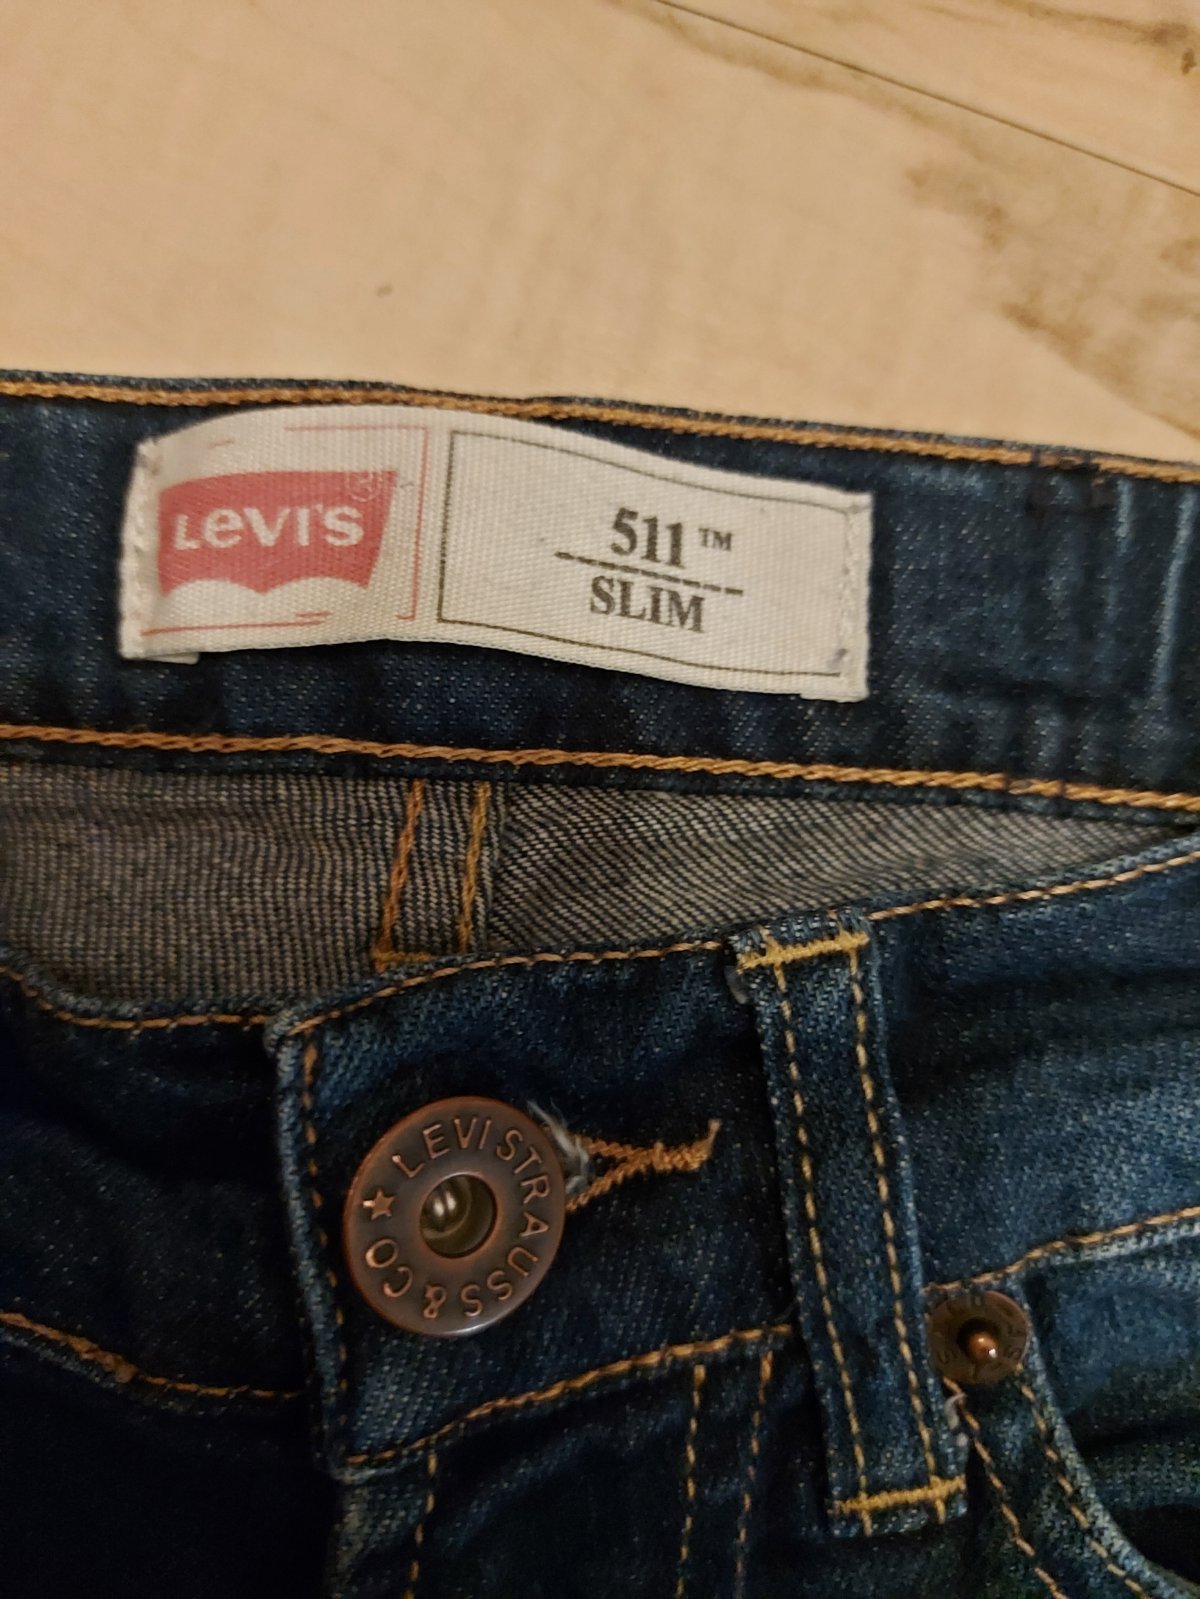 LEVI'S®
511™
SLIM
LEVI STRAUSS & CO